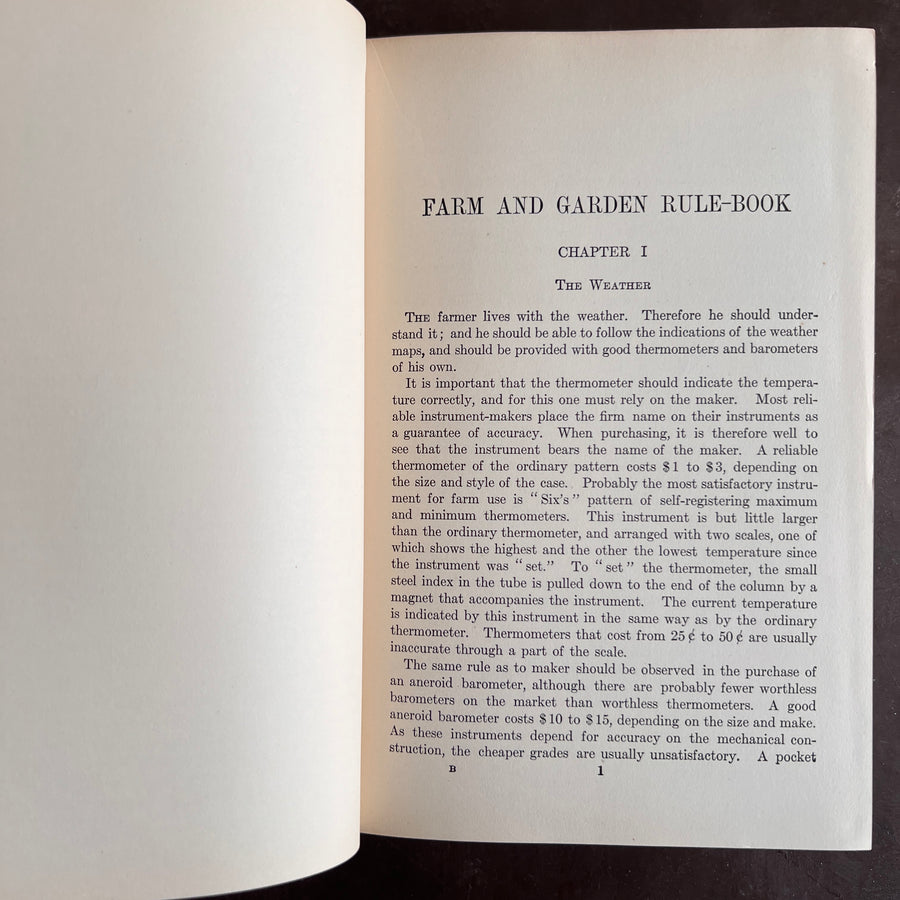 FARM AND GARDEN RULE-BOOK
CHAPTER I
THE WEATHER
THE farmer lives with the weather. Therefore he should under-
stand it; and he should be able to follow the indications of the weather
maps, and should be provided with good thermometers and barometers
of his own.
It is important that the thermometer should indicate the tempera-
ture correctly, and for this one must rely on the maker. Most reli-
able instrument-makers place the firm name on their instruments as
a guarantee of accuracy. When purchasing, it is therefore well to
see that the instrument bears the name of the maker. A reliable
thermometer of the ordinary pattern costs $1 to $3, depending on
the size and style of the case. Probably the most satisfactory instru-
ment for farm use is "Six's" pattern of self-registering maximum
and minimum thermometers. This instrument is but little larger
than the ordinary thermometer, and arranged with two scales, one of
which shows the highest and the other the lowest temperature since
the instrument was "set." To "set" the thermometer, the small
steel index in the tube is pulled down to the end of the column by a
magnet that accompanies the instrument. The current temperature
is indicated by this instrument in the same way as by the ordinary
thermometer. Thermometers that cost from 25¢ to 50¢ are usually
inaccurate through a part of the scale.
The same rule as to maker should be observed in the purchase of
an aneroid barometer, although there are probably fewer worthless
barometers on the market than worthless thermometers. A good
aneroid barometer costs $10 to $15, depending on the size and make.
As these instruments depend for accuracy on the mechanical con-
struction, the cheaper grades are usually unsatisfactory. A pocket
B 1